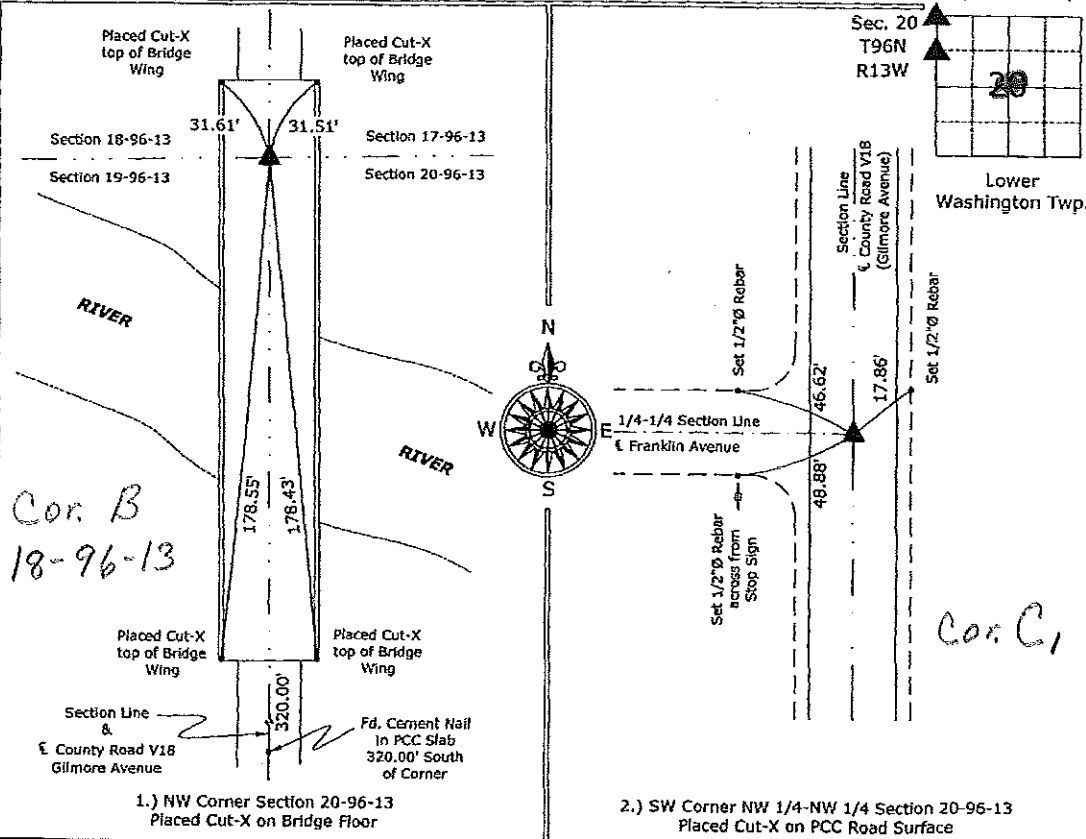 Placed Cut-X
top of Bridge
Wing
Placed Cut-X
top of Bridge
Wing
31.61'
31.51'
Section 18-96-13
Section 17-96-13
Section 19-96-13
Section 20-96-13
RIVER
RIVER
178.55'
178.43'
Cor. B
18-96-13
Placed Cut-X
top of Bridge
Wing
Placed Cut-X
top of Bridge
Wing
320.00'
Section Line
&
℄ County Road V18
Gilmore Avenue
Fd. Cement Nail
in PCC Slab
320.00' South
of Corner
1.) NW Corner Section 20-96-13
Placed Cut-X on Bridge Floor
N
W
E
S
Sec. 20
T96N
R13W
20
Lower
Washington Twp.
Section Line
℄ County Road V18
(Gilmore Avenue)
Set 1/2"Ø Rebar
Set 1/2"Ø Rebar
46.62'
17.86'
1/4-1/4 Section Line
℄ Franklin Avenue
48.88'
Set 1/2"Ø Rebar
across from
Stop Sign
Cor. C,
2.) SW Corner NW 1/4-NW 1/4 Section 20-96-13
Placed Cut-X on PCC Road Surface